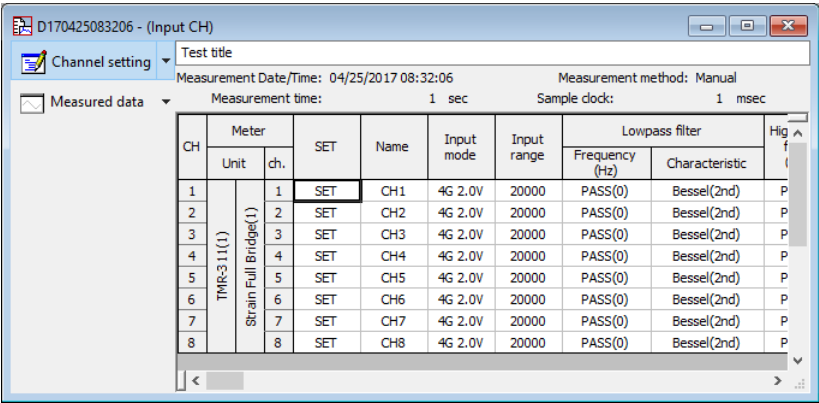 D170425083206 - (Input CH)
Channel setting
Measured data
Test title
Measurement Date/Time: 04/25/2017 08:32:06 Measurement method: Manual
Measurement time: 1 sec Sample clock: 1 msec
CH Meter SET Name Input mode Input range Lowpass filter Hig
Unit ch. Frequency (Hz) Characteristic
TMR-311(1) Strain Full Bridge(1)
1 1 SET CH1 4G 2.0V 20000 PASS(0) Bessel(2nd) P
2 2 SET CH2 4G 2.0V 20000 PASS(0) Bessel(2nd) P
3 3 SET CH3 4G 2.0V 20000 PASS(0) Bessel(2nd) P
4 4 SET CH4 4G 2.0V 20000 PASS(0) Bessel(2nd) P
5 5 SET CH5 4G 2.0V 20000 PASS(0) Bessel(2nd) P
6 6 SET CH6 4G 2.0V 20000 PASS(0) Bessel(2nd) P
7 7 SET CH7 4G 2.0V 20000 PASS(0) Bessel(2nd) P
8 8 SET CH8 4G 2.0V 20000 PASS(0) Bessel(2nd) P